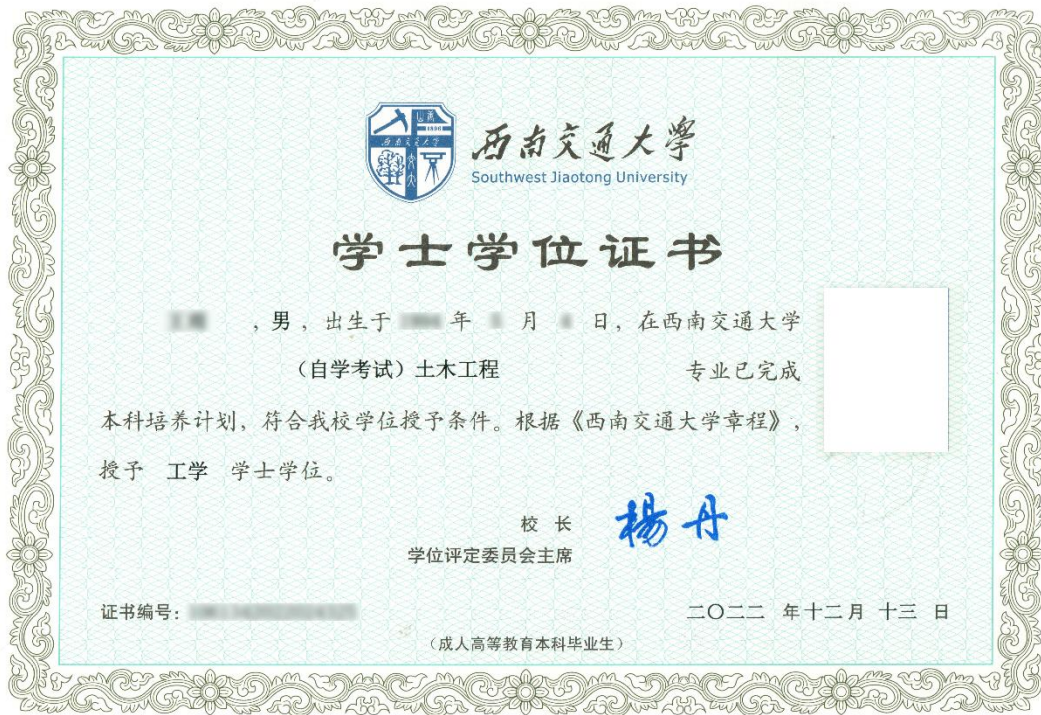 西南交通大學
Southwest Jiaotong University
学士学位证书
，男，出生于 年 月 日，在西南交通大学
（自学考试）土木工程 专业已完成
本科培养计划，符合我校学位授予条件。根据《西南交通大学章程》，
授予 工学 学士学位。
校 长 楊丹
学位评定委员会主席
证书编号：
二〇二二 年十二月 十三 日
（成人高等教育本科毕业生）